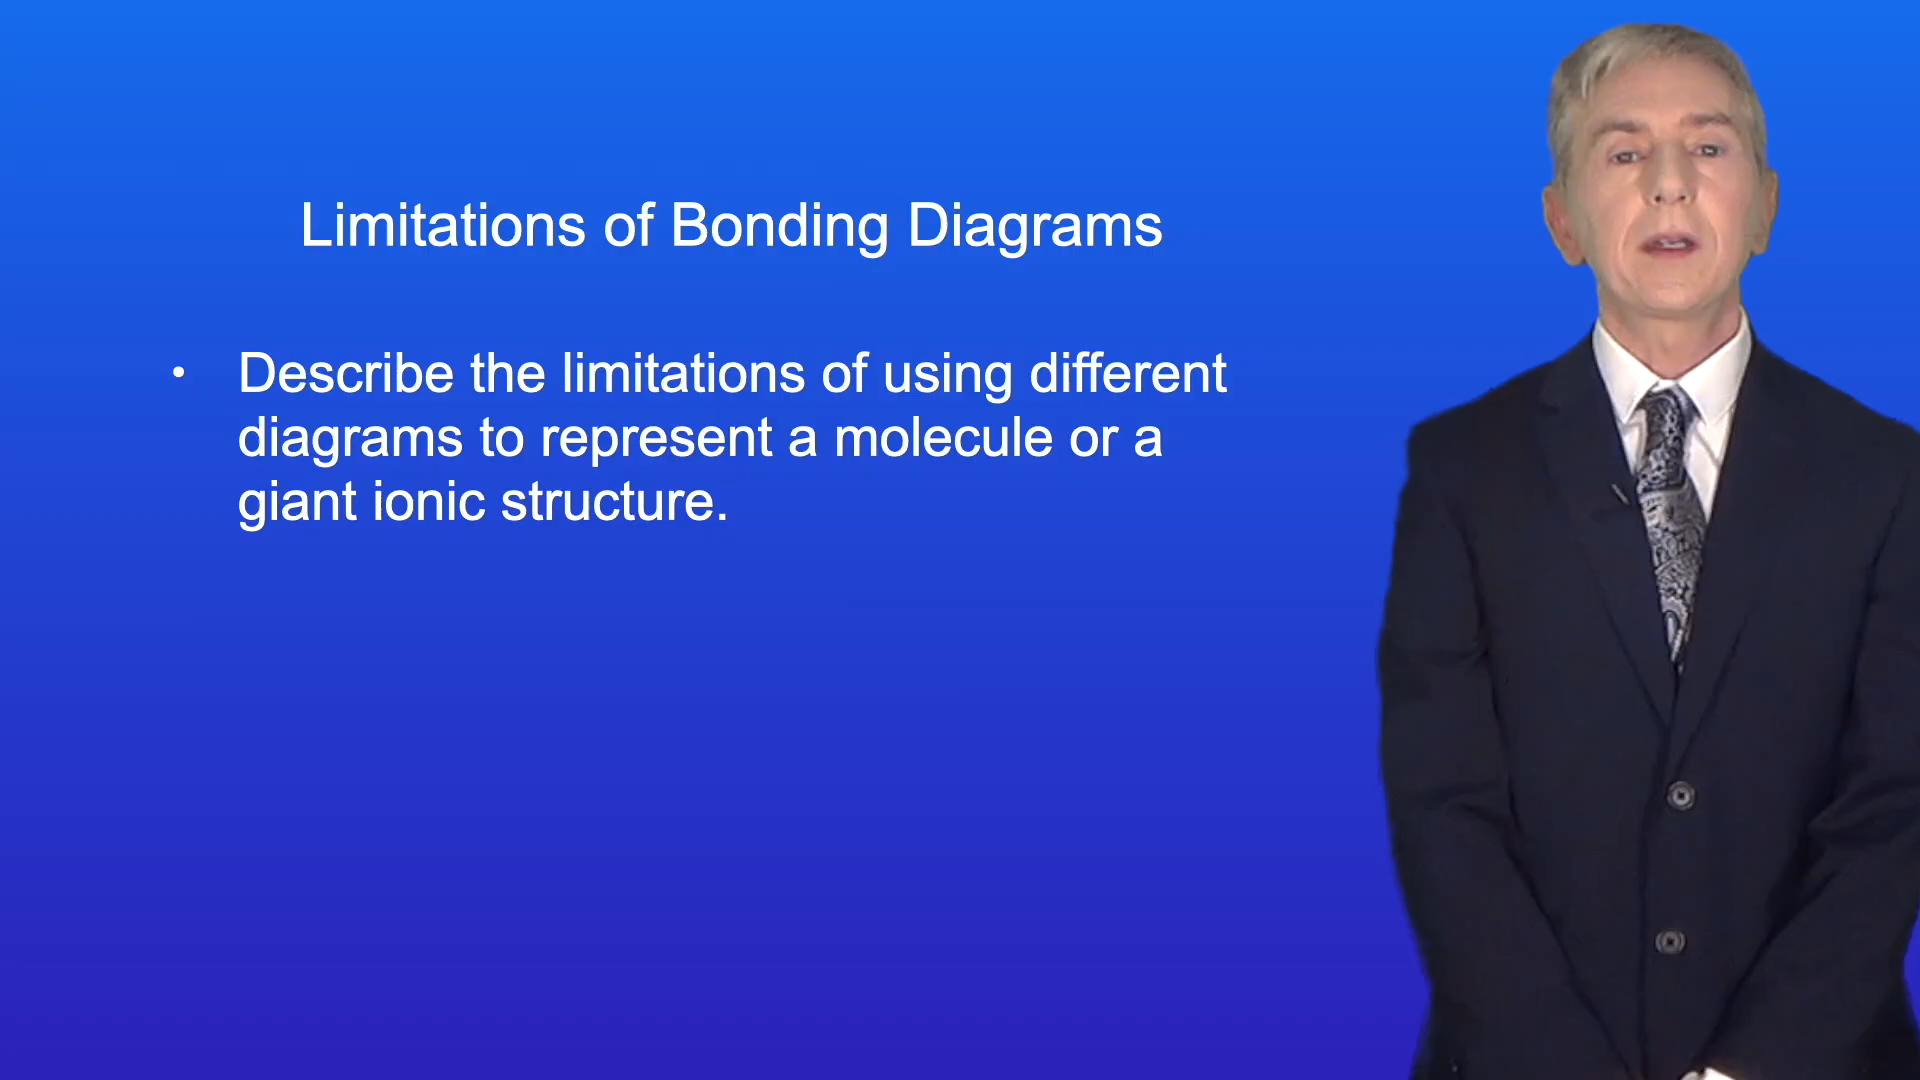 Limitations of Bonding Diagrams
• Describe the limitations of using different
diagrams to represent a molecule or a
giant ionic structure.